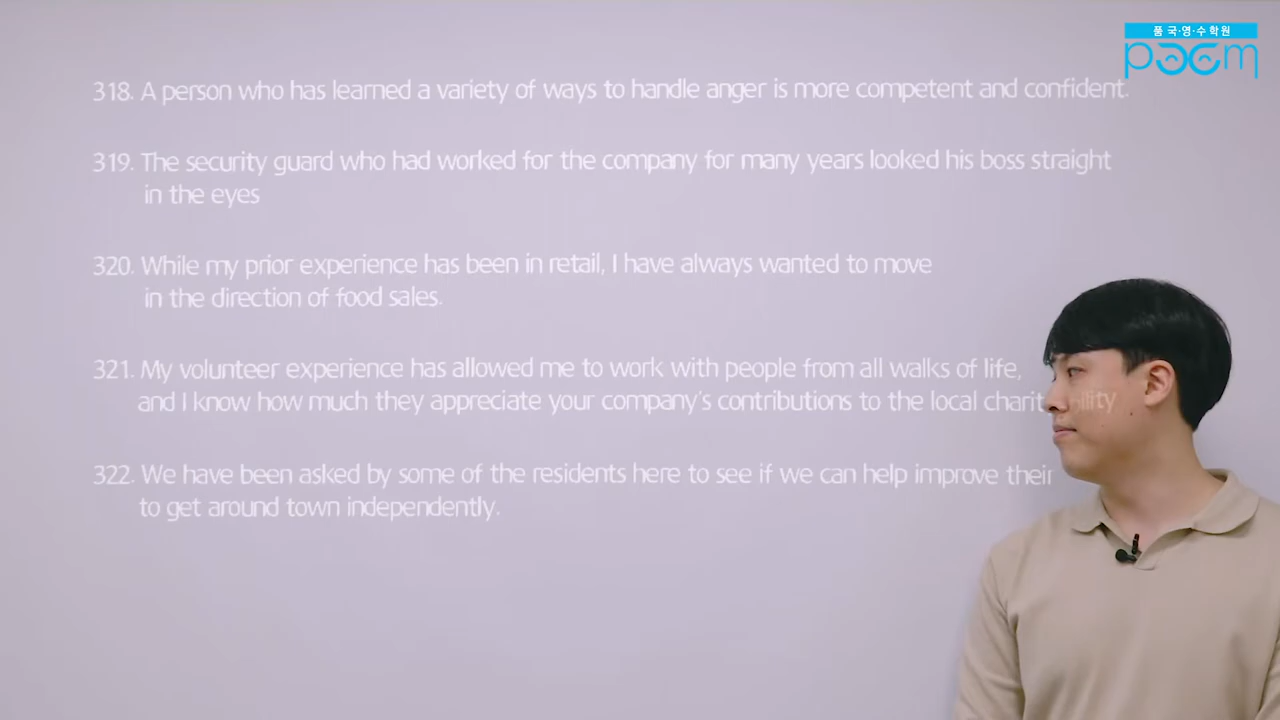 품 국·영·수 학원
poem
318. A person who has learned a variety of ways to handle anger is more competent and confident.
319. The security guard who had worked for the company for many years looked his boss straight
in the eyes
320. While my prior experience has been in retail, I have always wanted to move
in the direction of food sales.
321. My volunteer experience has allowed me to work with people from all walks of life,
and I know how much they appreciate your company's contributions to the local
322. We have been asked by some of the residents here to see if we can help improve their
to get around town independently.